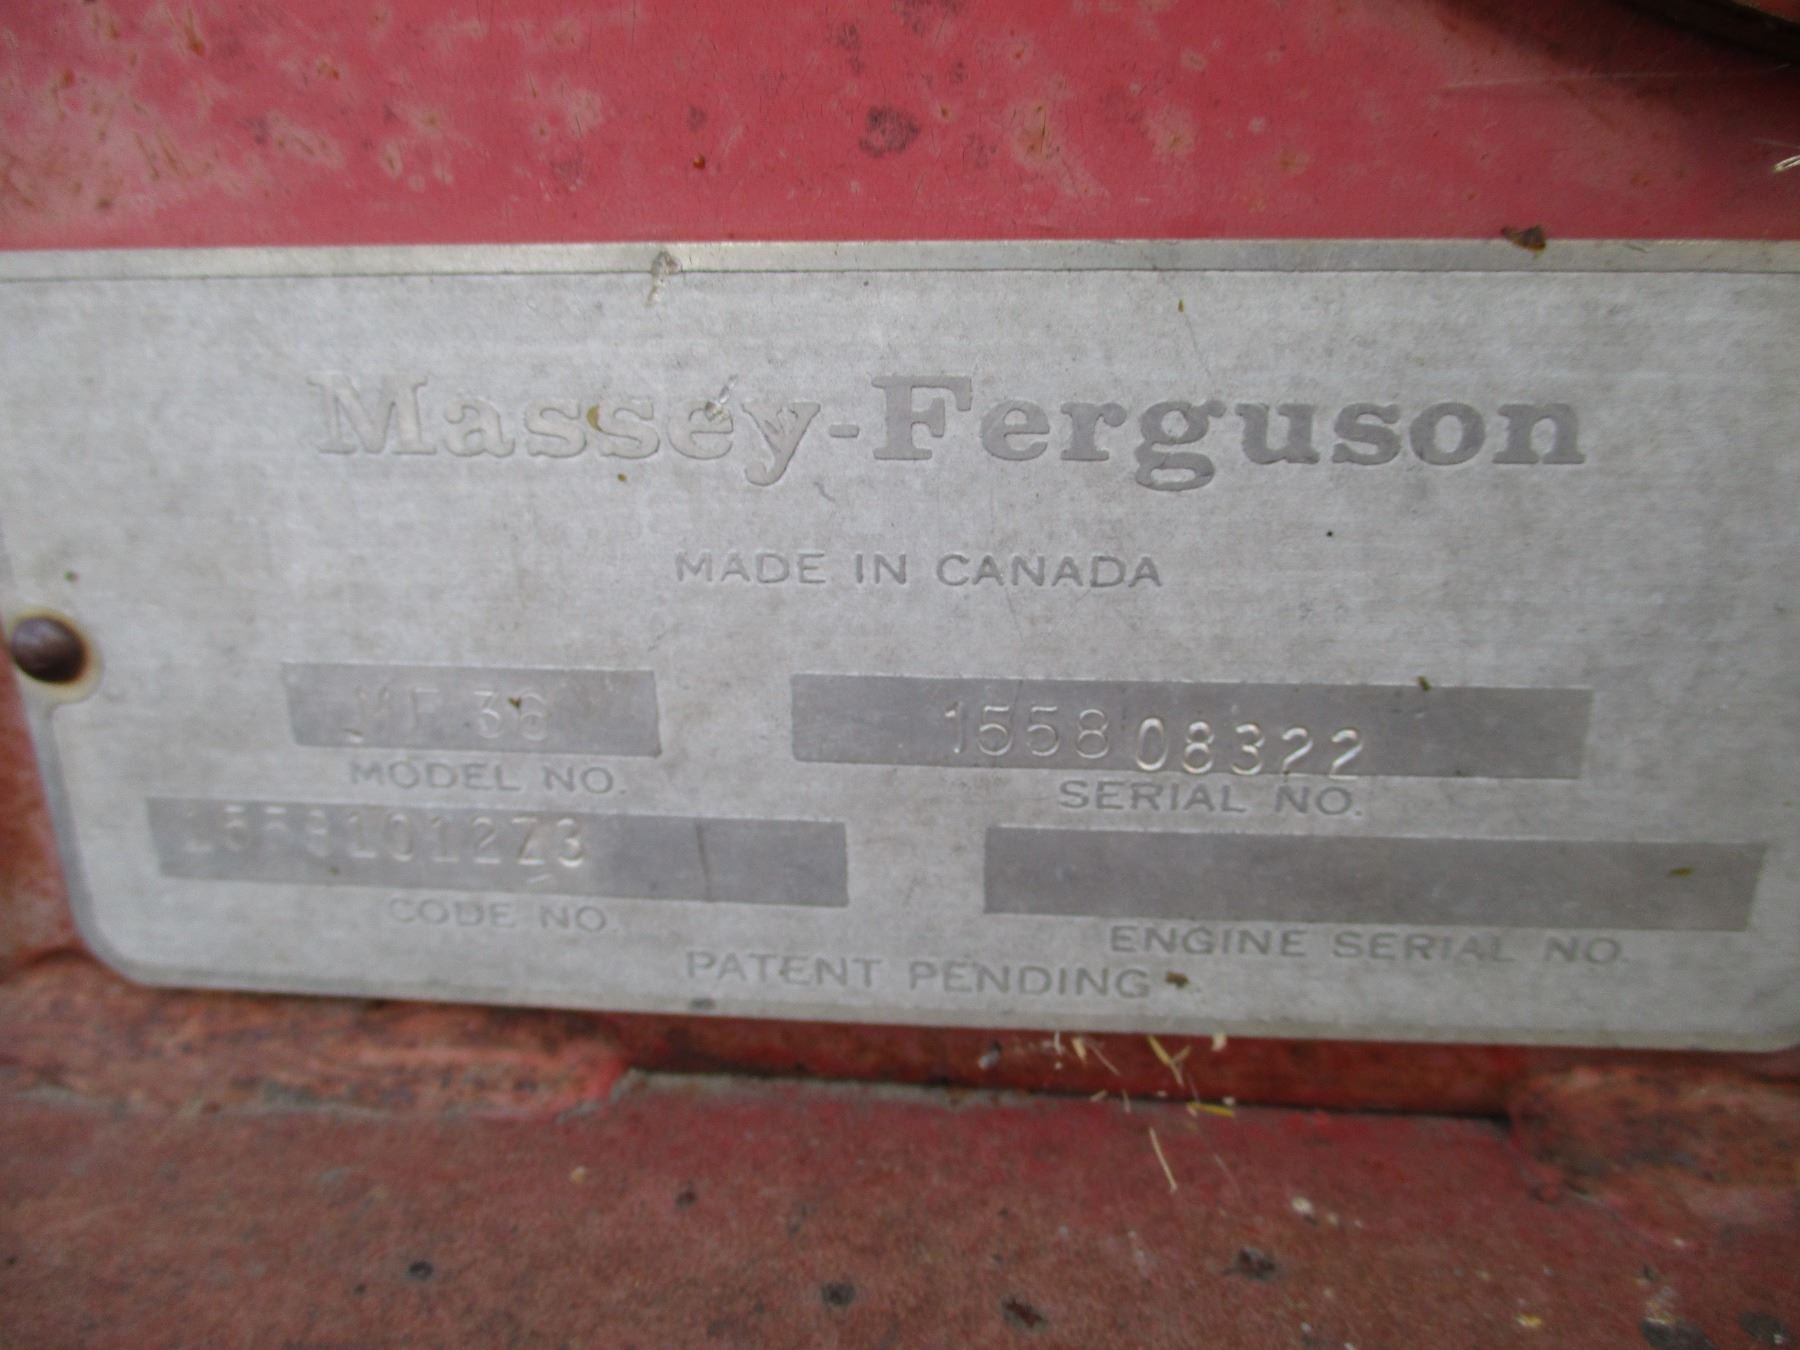 Massey-Ferguson
MADE IN CANADA
MF 36 1558 08322
MODEL NO. SERIAL NO.
1558101273
CODE NO. ENGINE SERIAL NO.
PATENT PENDING